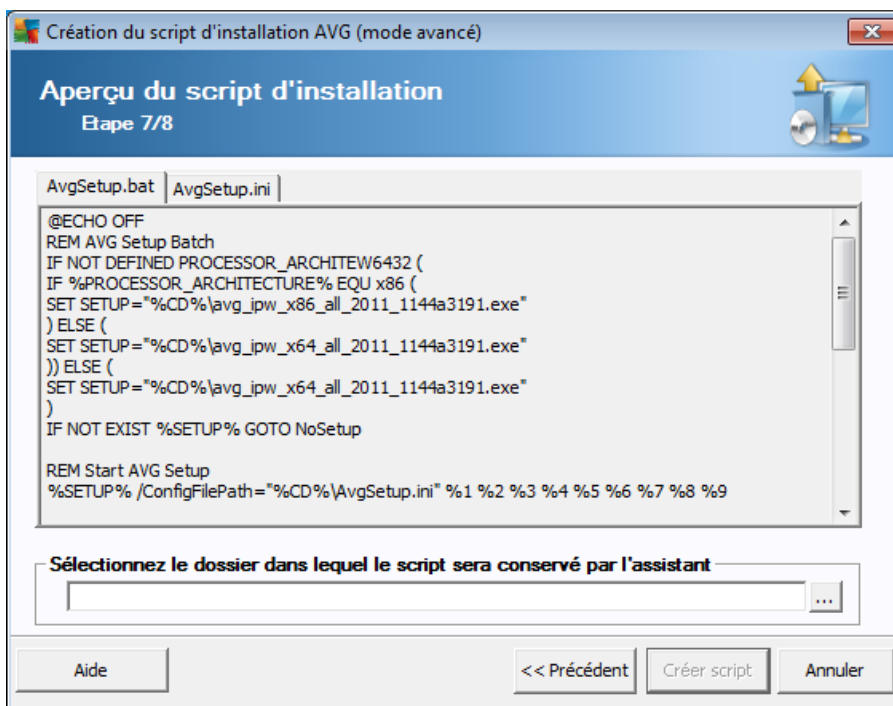 Création du script d'installation AVG (mode avancé)
Aperçu du script d'installation
Etape 7/8
AvgSetup.bat
AvgSetup.ini
@ECHO OFF
REM AVG Setup Batch
IF NOT DEFINED PROCESSOR_ARCHITEW6432 (
IF %PROCESSOR_ARCHITECTURE% EQU x86 (
SET SETUP="%CD%\avg_ipw_x86_all_2011_1144a3191.exe"
) ELSE (
SET SETUP="%CD%\avg_ipw_x64_all_2011_1144a3191.exe"
)) ELSE (
SET SETUP="%CD%\avg_ipw_x64_all_2011_1144a3191.exe"
)
IF NOT EXIST %SETUP% GOTO NoSetup
REM Start AVG Setup
%SETUP% /ConfigFilePath="%CD%\AvgSetup.ini" %1 %2 %3 %4 %5 %6 %7 %8 %9
Sélectionnez le dossier dans lequel le script sera conservé par l'assistant
...
Aide
<< Précédent
Créer script
Annuler